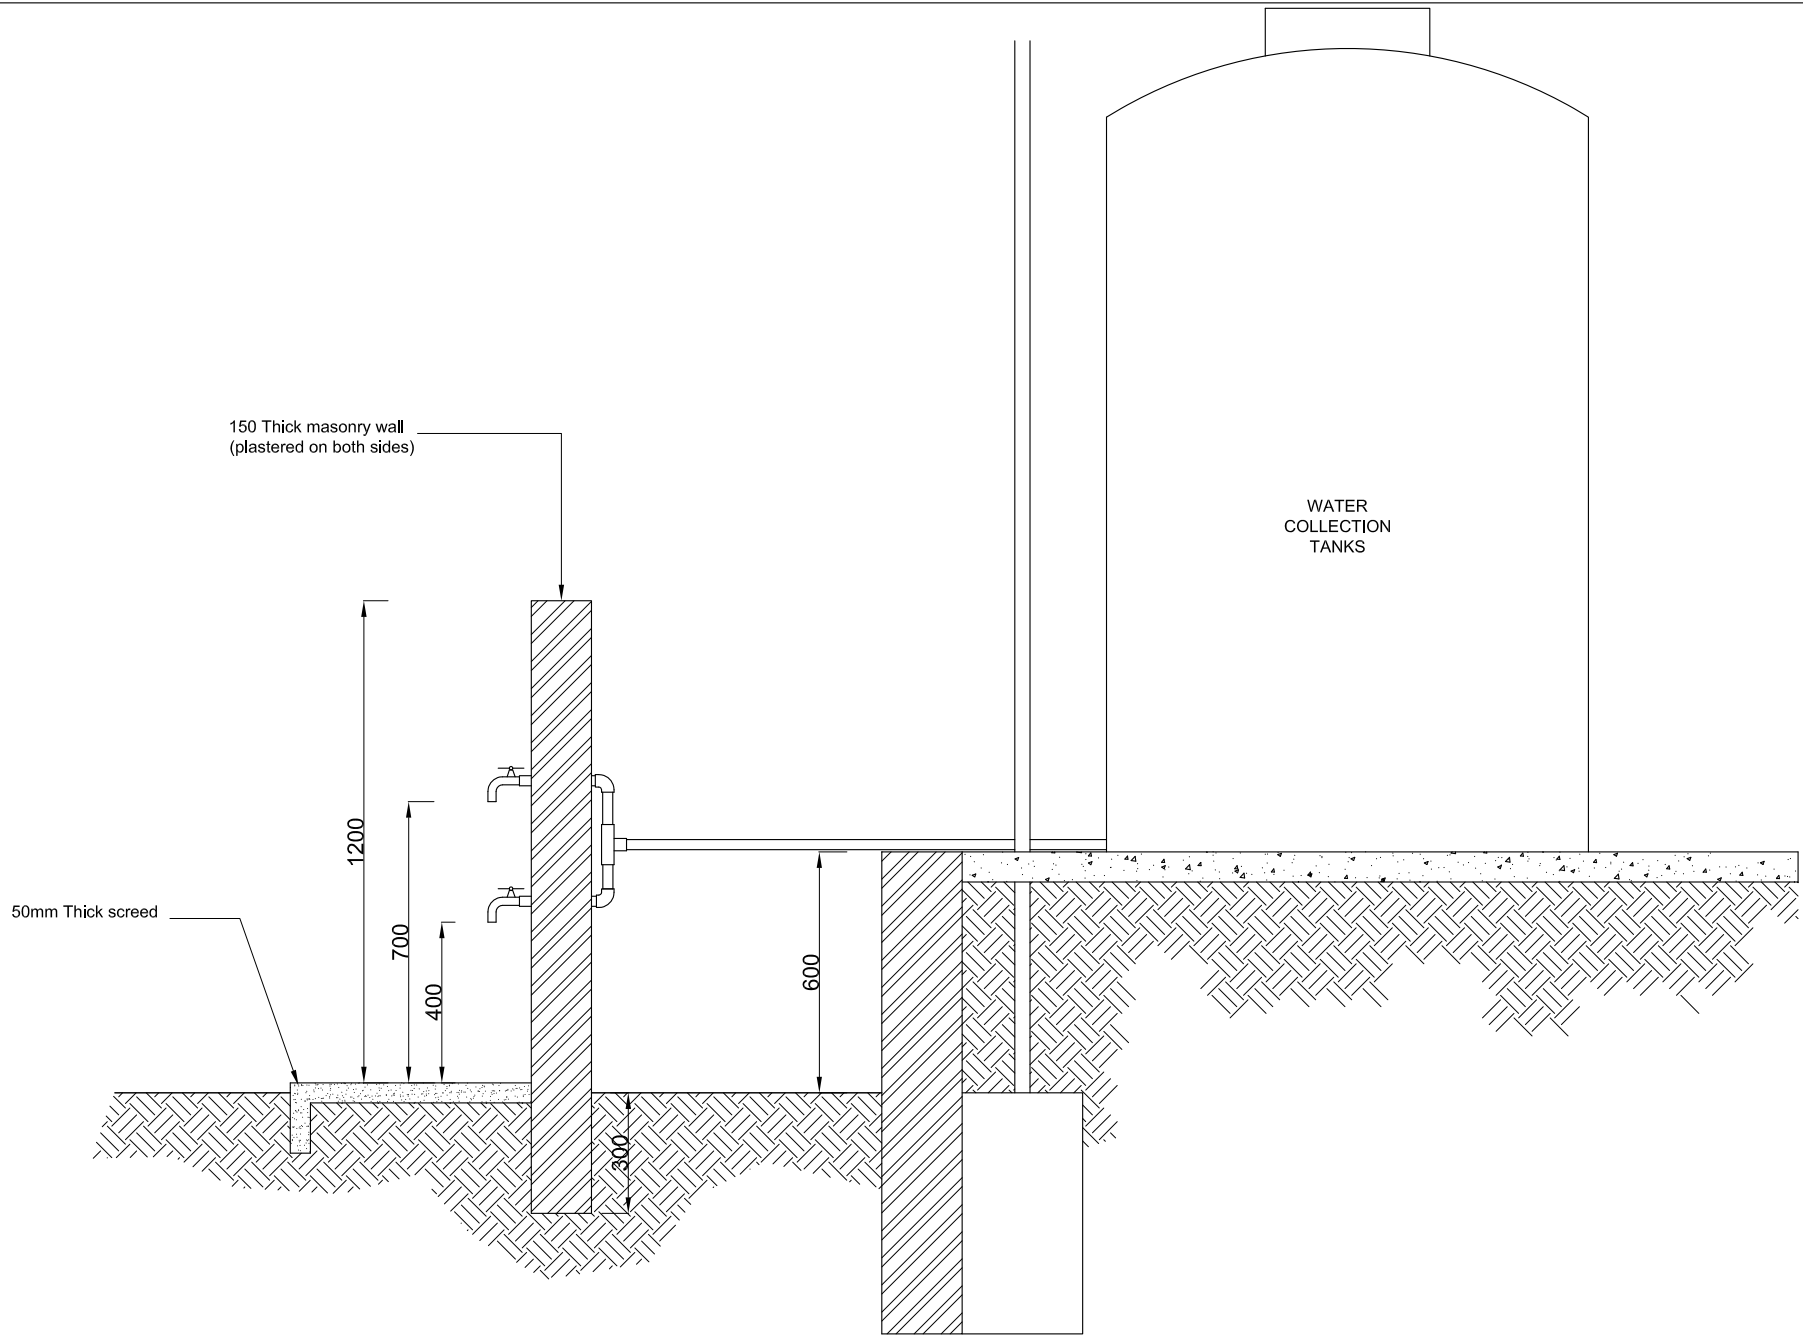 150 Thick masonry wall
(plastered on both sides)
WATER
COLLECTION
TANKS
1200
50mm Thick screed
700
400
600
300